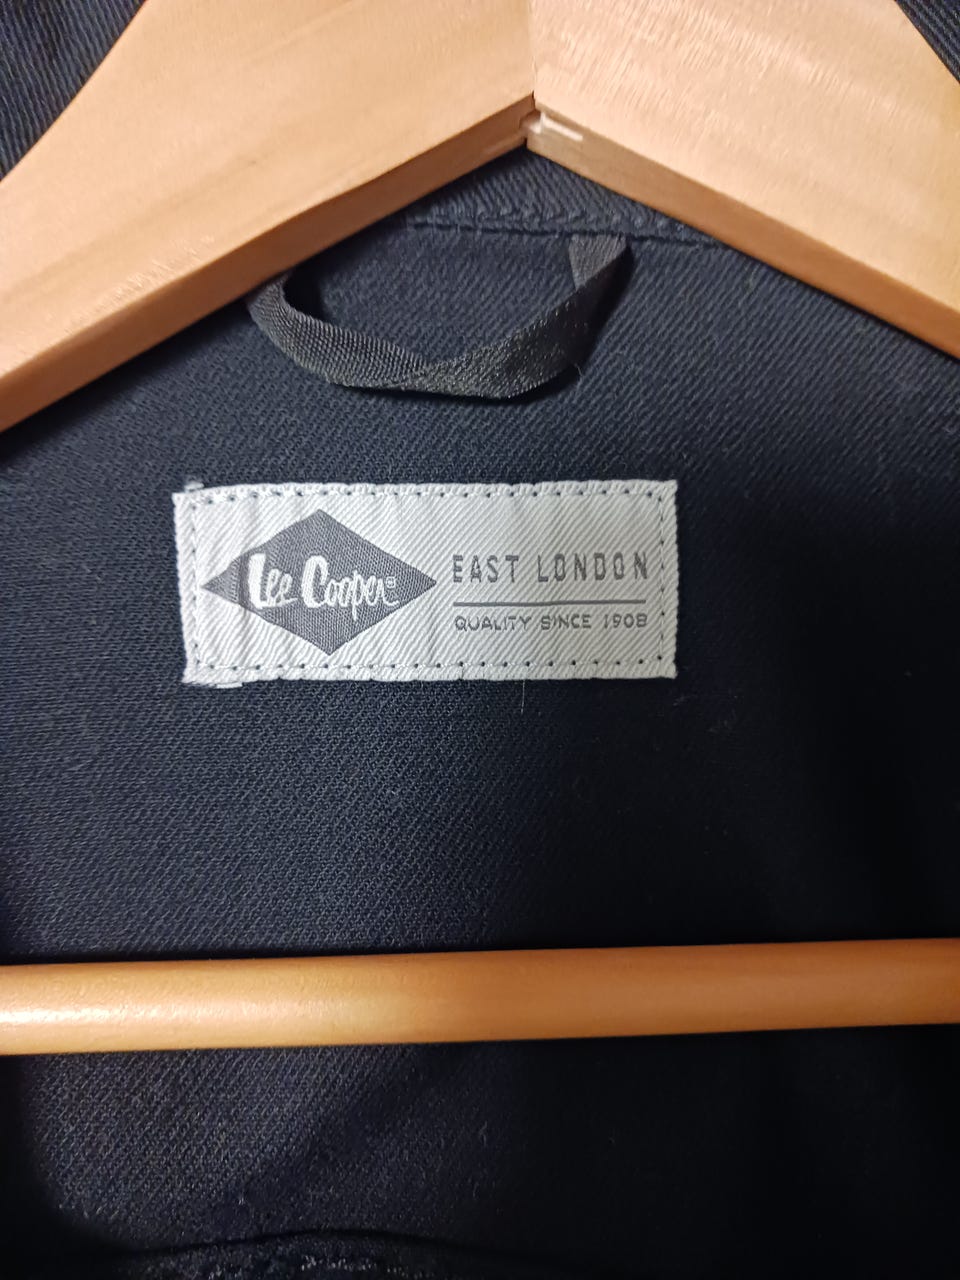 Lee Cooper®
EAST LONDON
QUALITY SINCE 1908